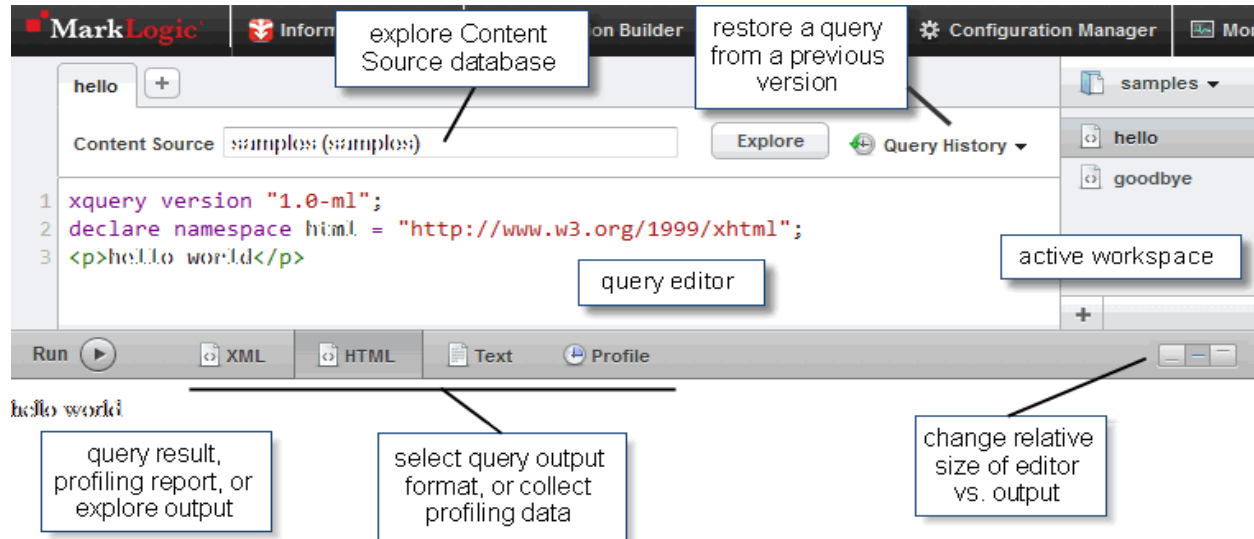 MarkLogic
Inform
ion Builder
Configuration Manager
Mon
explore Content
Source database
restore a query
from a previous
version
hello
+
samples
Content Source samples (samples)
Explore
Query History
hello
goodbye
1 xquery version "1.0-ml";
2 declare namespace html = "http://www.w3.org/1999/xhtml";
3 <p>hello world</p>
query editor
active workspace
+
Run
XML
HTML
Text
Profile
hello world
query result,
profiling report, or
explore output
select query output
format, or collect
profiling data
change relative
size of editor
vs. output